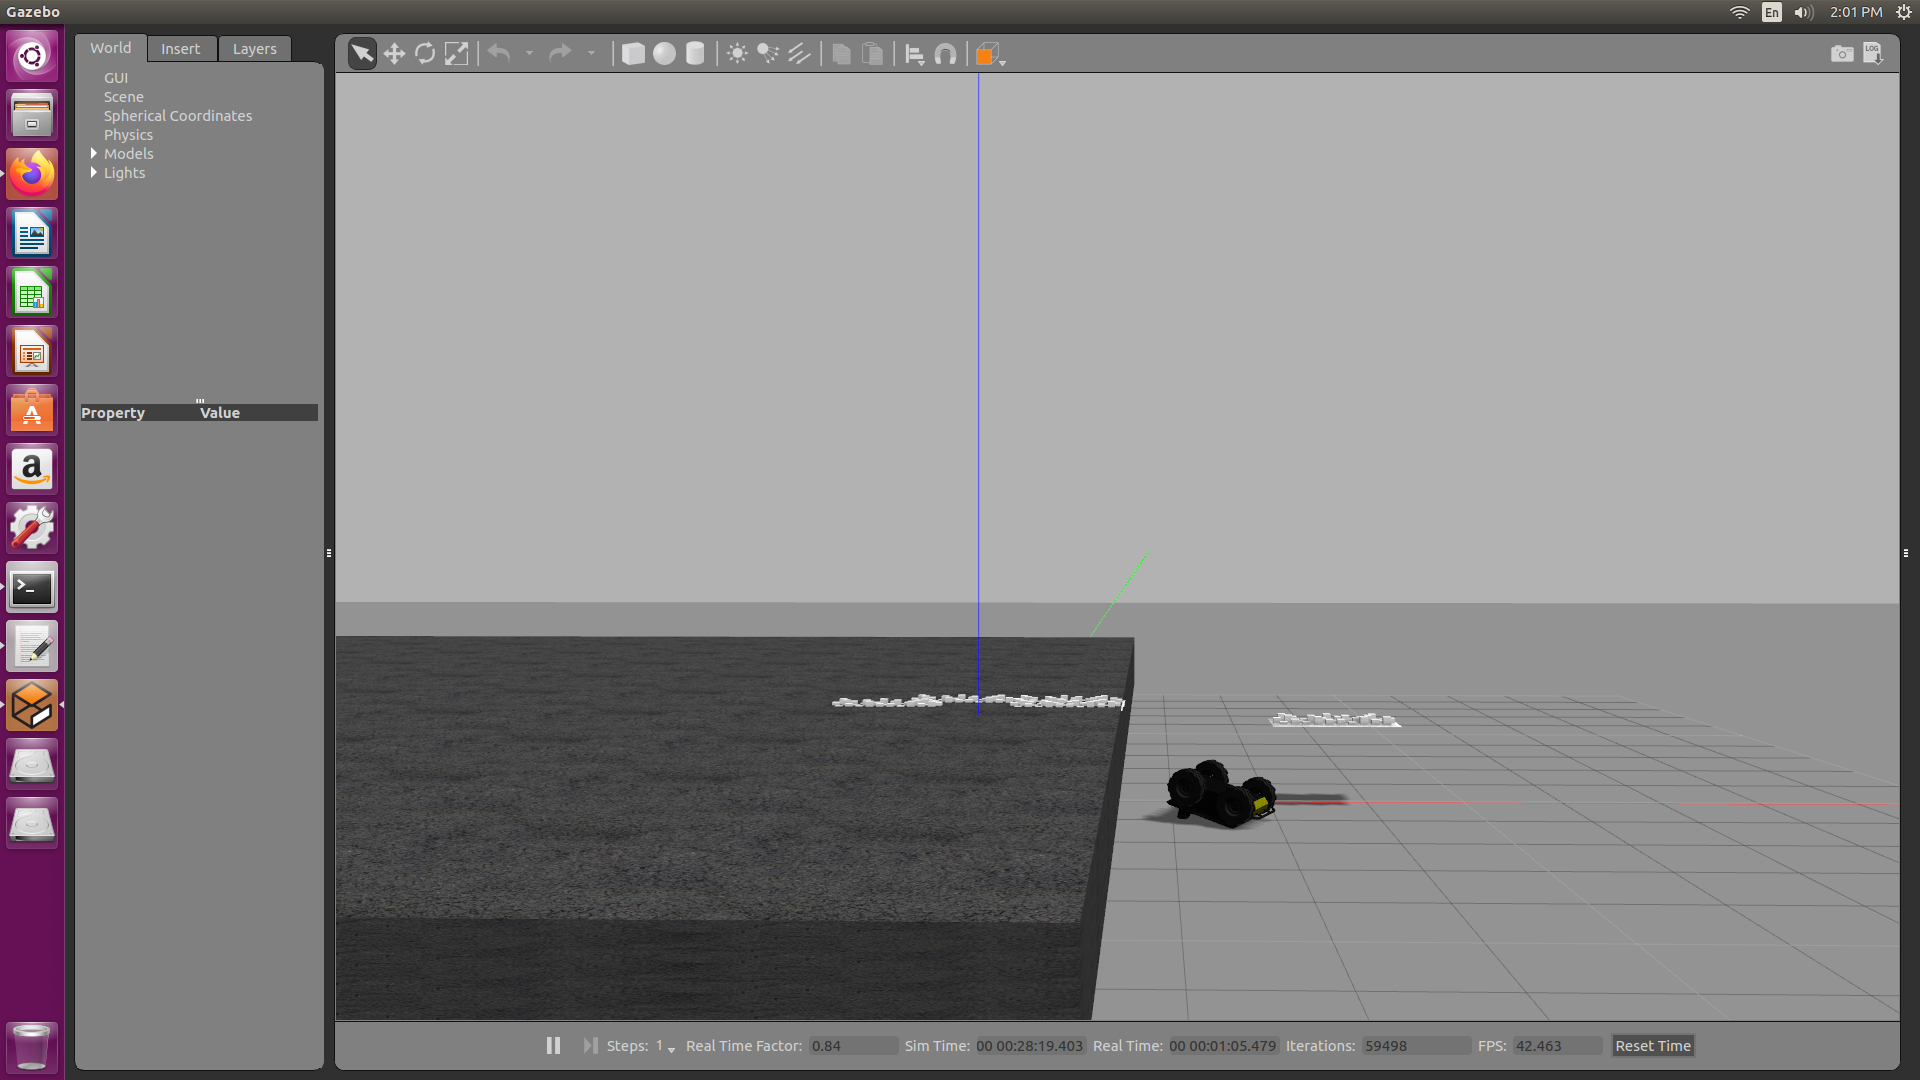 Gazebo
En
2:01 PM
World Insert Layers
LOG
GUI
Scene
Spherical Coordinates
Physics
Models
Lights
Property Value
Steps: 1 Real Time Factor: 0.84 Sim Time: 00 00:28:19.403 Real Time: 00 00:01:05.479 Iterations: 59498 FPS: 42.463 Reset Time